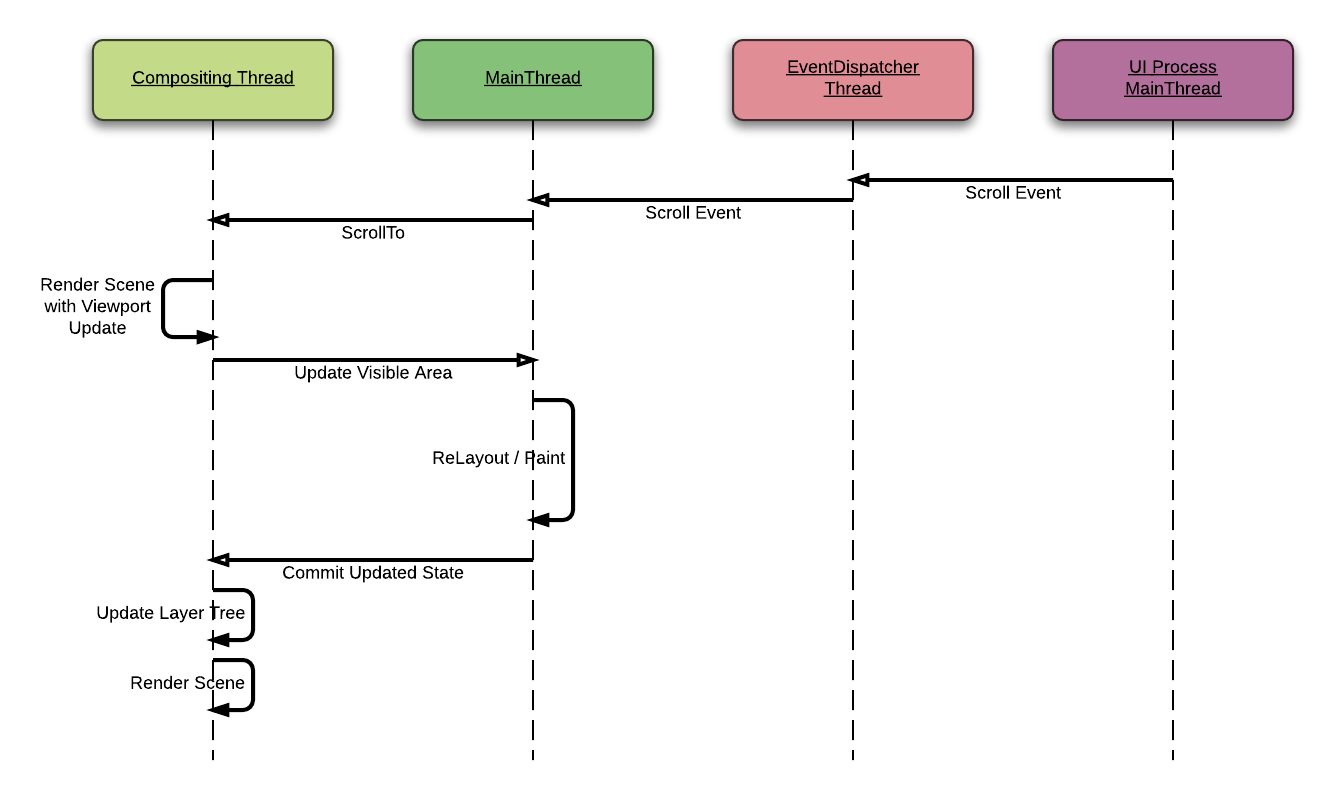 Compositing Thread
MainThread
EventDispatcher
Thread
UI Process
MainThread
Scroll Event
Scroll Event
ScrollTo
Render Scene
with Viewport
Update
Update Visible Area
ReLayout / Paint
Commit Updated State
Update Layer Tree
Render Scene